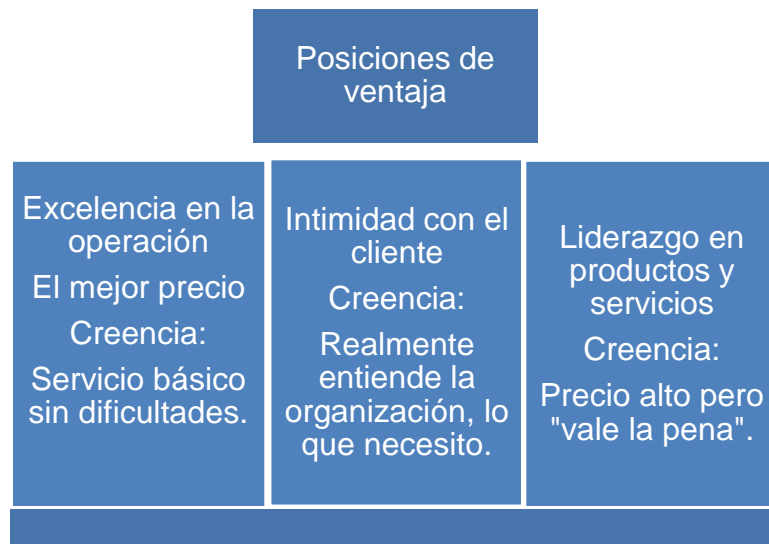 Posiciones de
ventaja
Excelencia en la
operación
El mejor precio
Creencia:
Servicio básico
sin dificultades.
Intimidad con el
cliente
Creencia:
Realmente
entiende la
organización, lo
que necesito.
Liderazgo en
productos y
servicios
Creencia:
Precio alto pero
"vale la pena".